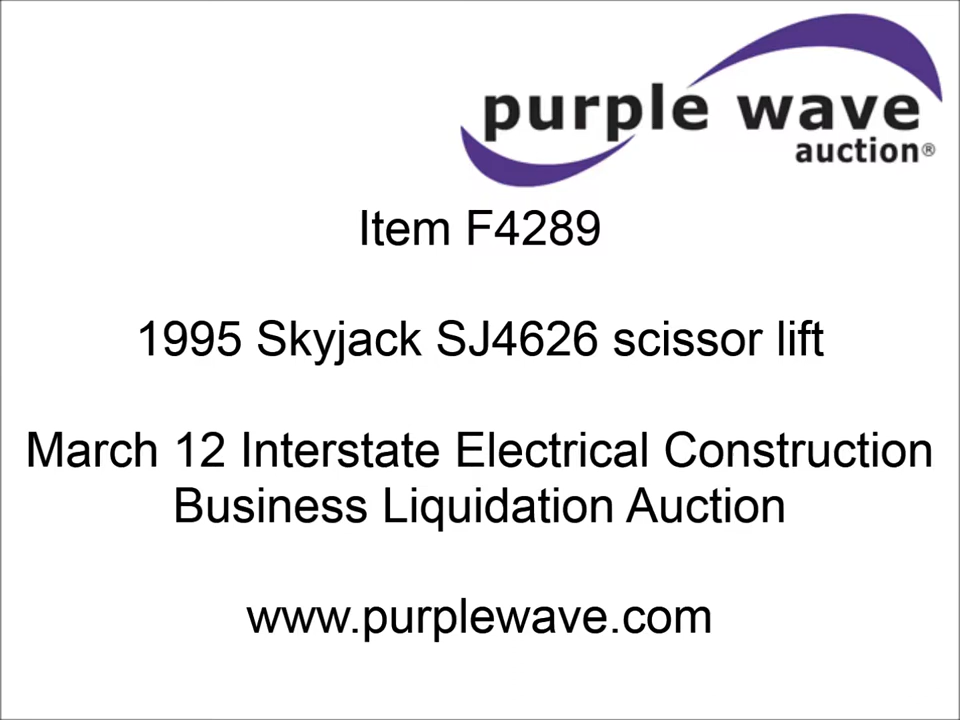 purple wave
auction®
Item F4289
1995 Skyjack SJ4626 scissor lift
March 12 Interstate Electrical Construction
Business Liquidation Auction
www.purplewave.com